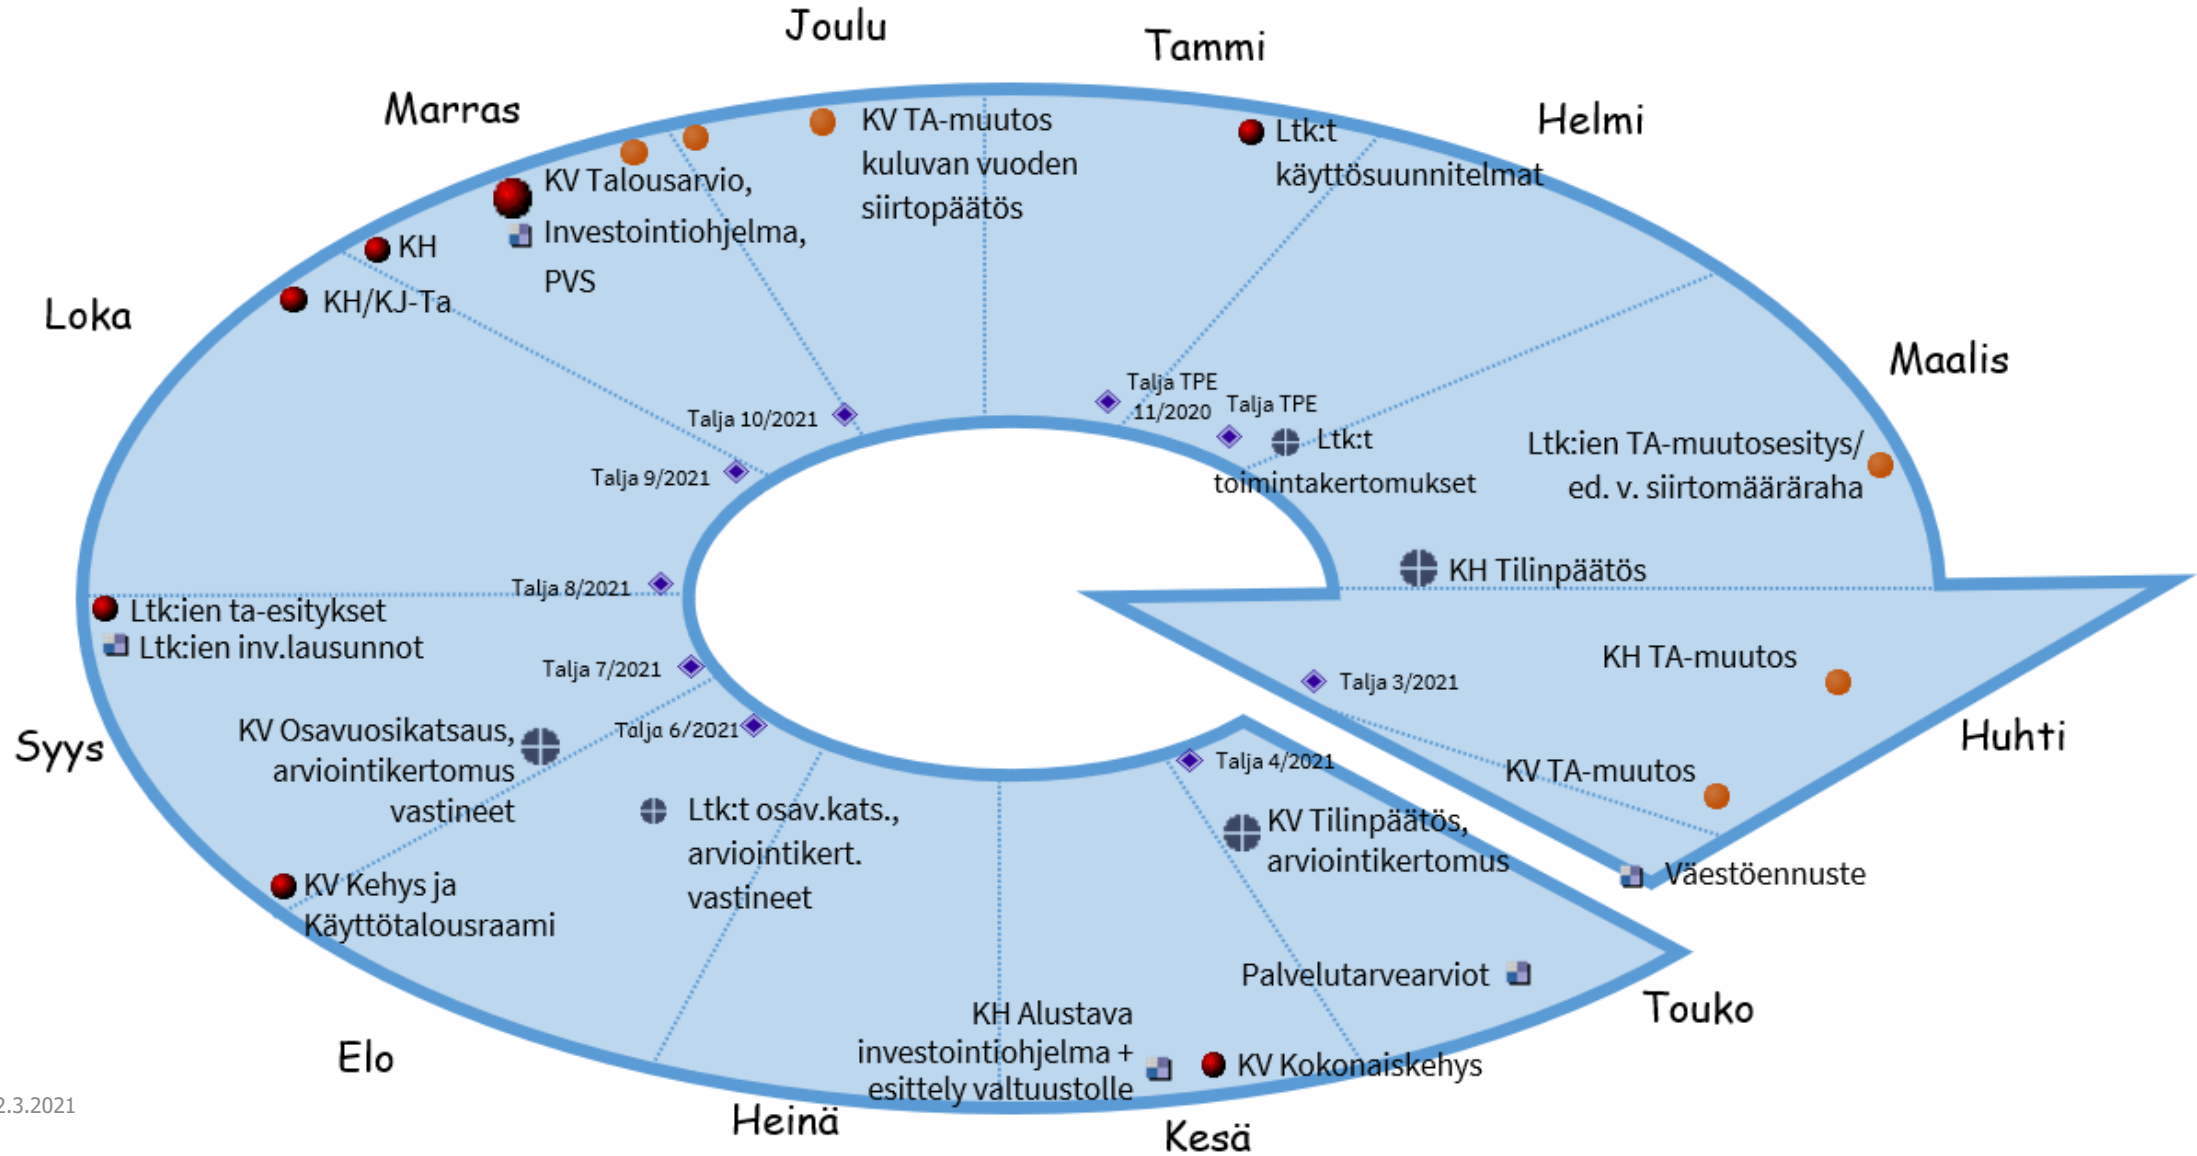 Joulu
Tammi
Marras
Helmi
KV TA-muutos
kuluvan vuoden
siirtopäätös
Ltk:t
käyttösuunnitelmat
KV Talousarvio,
Investointiohjelma,
PVS
KH
KH/KJ-Ta
Loka
Maalis
Talja TPE
11/2020
Talja TPE
Talja 10/2021
Ltk:t
toimintakertomukset
Ltk:ien TA-muutosesitys/
ed. v. siirtomääräraha
Talja 9/2021
KH Tilinpäätös
Talja 8/2021
Ltk:ien ta-esitykset
Ltk:ien inv.lausunnot
Talja 7/2021
KH TA-muutos
Talja 3/2021
Syys
KV Osavuosikatsaus,
arviointikertomus
vastineet
Talja 6/2021
Talja 4/2021
Huhti
KV TA-muutos
Ltk:t osav.kats.,
arviointikert.
vastineet
KV Tilinpäätös,
arviointikertomus
Väestöennuste
KV Kehys ja
Käyttötalousraami
Palvelutarvearviot
Touko
KH Alustava
investointiohjelma +
esittely valtuustolle
KV Kokonaiskehys
Elo
2.3.2021
Heinä
Kesä